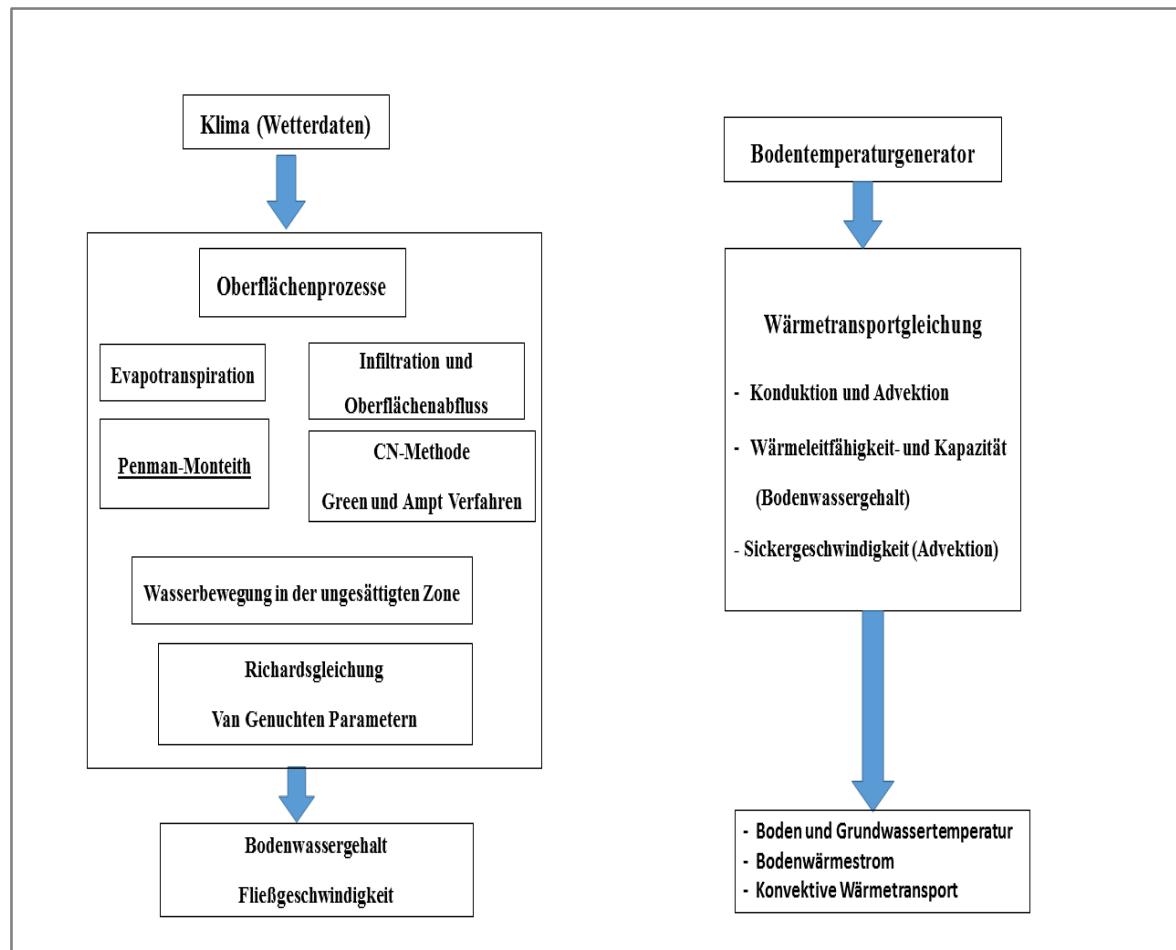 Klima (Wetterdaten)
Oberflächenprozesse
Evapotranspiration
Penman-Monteith
Infiltration und
Oberflächenabfluss
CN-Methode
Green und Ampt Verfahren
Wasserbewegung in der ungesättigten Zone
Richardsgleichung
Van Genuchten Parametern
Bodenwassergehalt
Fließgeschwindigkeit
Bodentemperaturgenerator
Wärmetransportgleichung
- Konduktion und Advektion
- Wärmeleitfähigkeit- und Kapazität
(Bodenwassergehalt)
- Sickergeschwindigkeit (Advektion)
- Boden und Grundwassertemperatur
- Bodenwärmestrom
- Konvektive Wärmetransport